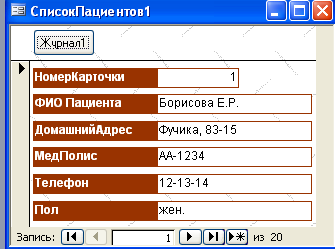 СписокПациентов1
Журнал1
НомерКарточки 1
ФИО Пациента Борисова Е.Р.
ДомашнийАдрес Фучика, 83-15
МедПолис АА-1234
Телефон 12-13-14
Пол жен.
Запись: 1 из 20